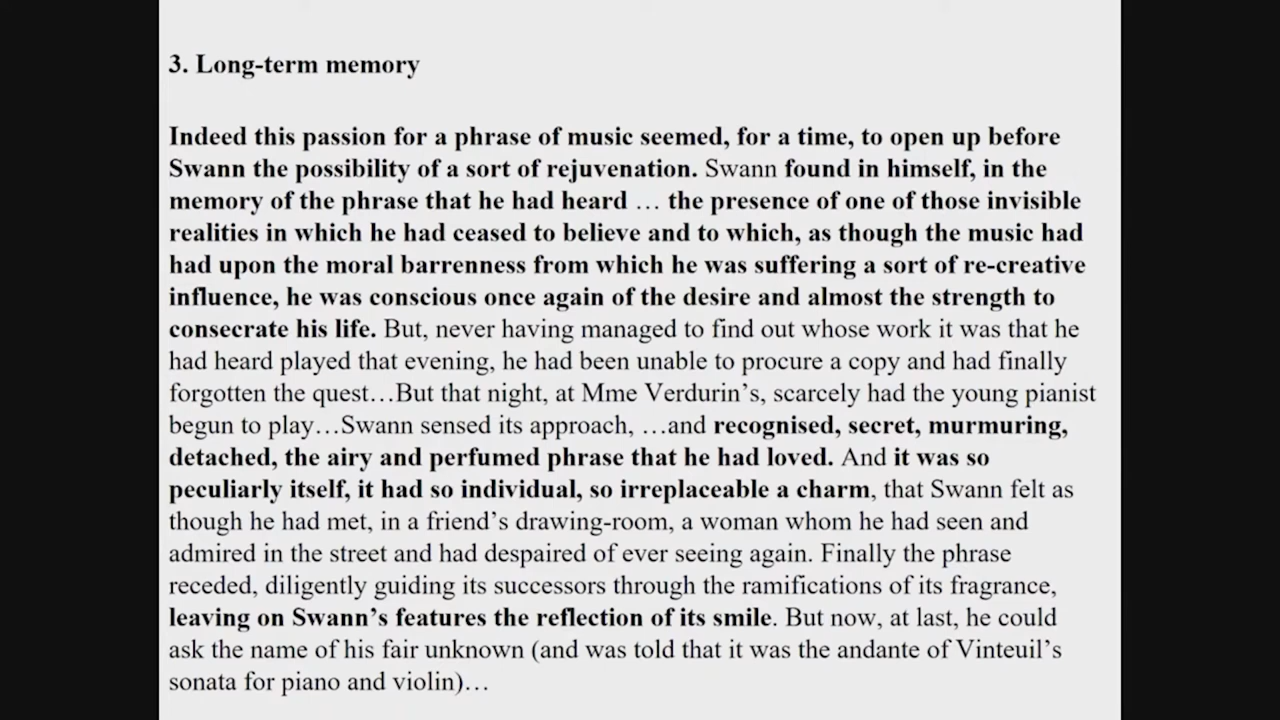 3. Long-term memory
Indeed this passion for a phrase of music seemed, for a time, to open up before
Swann the possibility of a sort of rejuvenation. Swann found in himself, in the
memory of the phrase that he had heard … the presence of one of those invisible
realities in which he had ceased to believe and to which, as though the music had
had upon the moral barrenness from which he was suffering a sort of re-creative
influence, he was conscious once again of the desire and almost the strength to
consecrate his life. But, never having managed to find out whose work it was that he
had heard played that evening, he had been unable to procure a copy and had finally
forgotten the quest…But that night, at Mme Verdurin’s, scarcely had the young pianist
begun to play…Swann sensed its approach, …and recognised, secret, murmuring,
detached, the airy and perfumed phrase that he had loved. And it was so
peculiarly itself, it had so individual, so irreplaceable a charm, that Swann felt as
though he had met, in a friend’s drawing-room, a woman whom he had seen and
admired in the street and had despaired of ever seeing again. Finally the phrase
receded, diligently guiding its successors through the ramifications of its fragrance,
leaving on Swann’s features the reflection of its smile. But now, at last, he could
ask the name of his fair unknown (and was told that it was the andante of Vinteuil’s
sonata for piano and violin)…